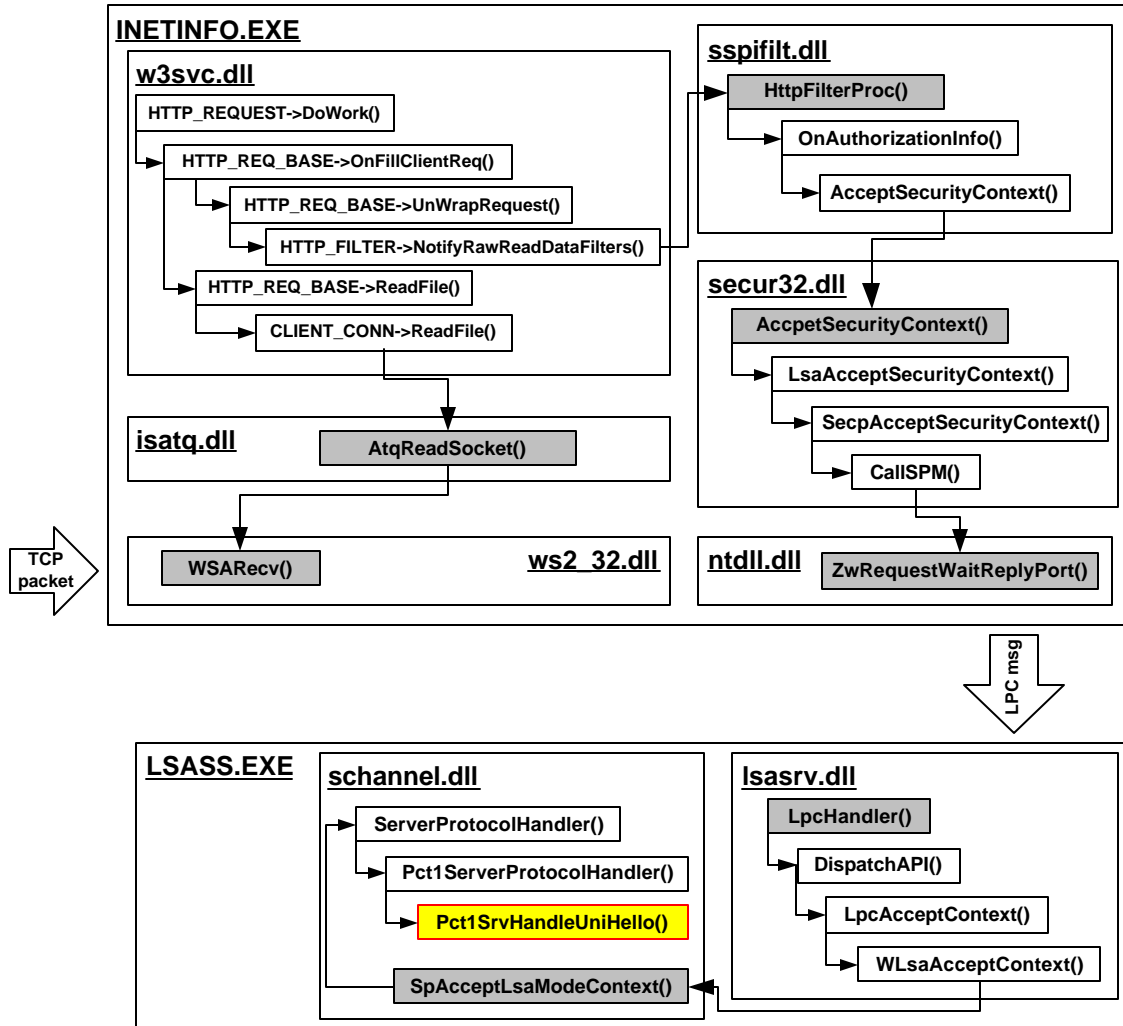 INETINFO.EXE
w3svc.dll
HTTP_REQUEST->DoWork()
HTTP_REQ_BASE->OnFillClientReq()
HTTP_REQ_BASE->UnWrapRequest()
HTTP_FILTER->NotifyRawReadDataFilters()
HTTP_REQ_BASE->ReadFile()
CLIENT_CONN->ReadFile()
isatq.dll
AtqReadSocket()
TCP
packet
WSARecv()
ws2_32.dll
sspifilt.dll
HttpFilterProc()
OnAuthorizationInfo()
AcceptSecurityContext()
secur32.dll
AccpetSecurityContext()
LsaAcceptSecurityContext()
SecpAcceptSecurityContext()
CallSPM()
ntdll.dll
ZwRequestWaitReplyPort()
LPC msg
LSASS.EXE
schannel.dll
ServerProtocolHandler()
Pct1ServerProtocolHandler()
Pct1SrvHandleUniHello()
SpAcceptLsaModeContext()
lsasrv.dll
LpcHandler()
DispatchAPI()
LpcAcceptContext()
WLsaAcceptContext()